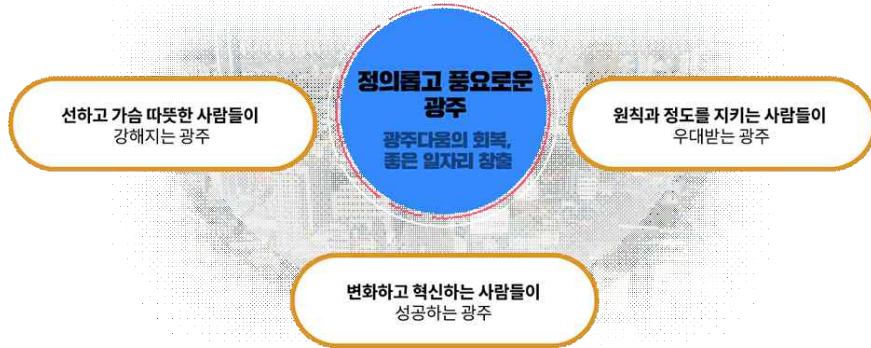 정의롭고 풍요로운
광주
광주다움의 회복,
좋은 일자리 창출
선하고 가슴 따뜻한 사람들이
강해지는 광주
원칙과 정도를 지키는 사람들이
우대받는 광주
변화하고 혁신하는 사람들이
성공하는 광주